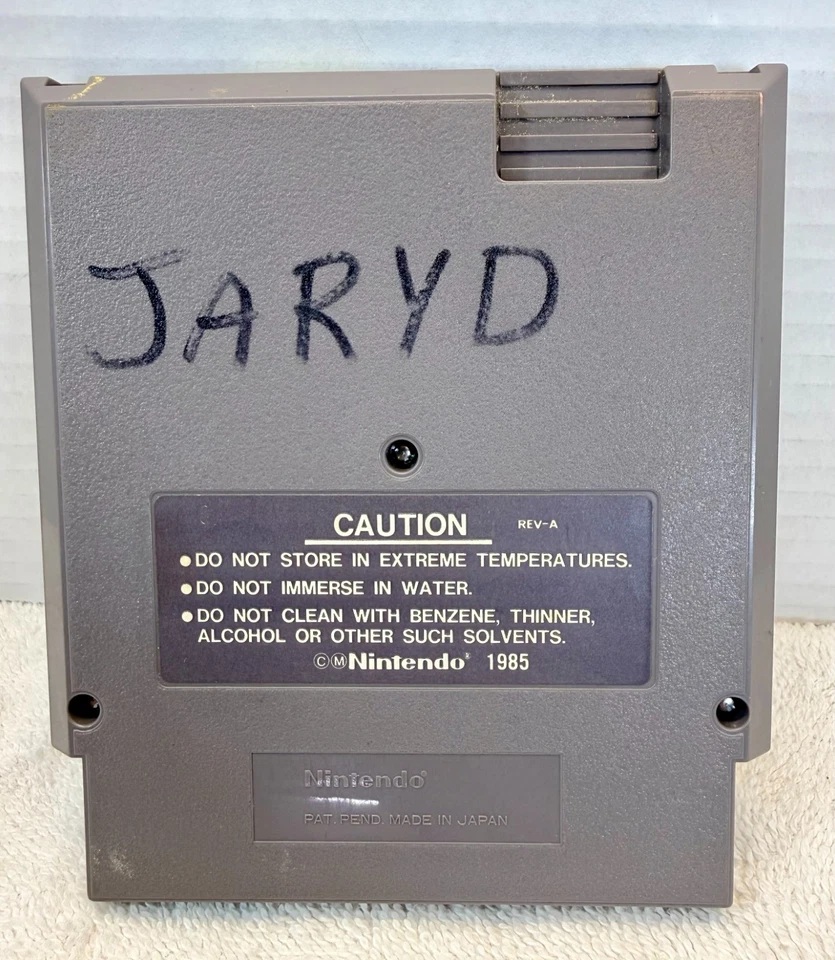 JARYD
CAUTION REV-A
●DO NOT STORE IN EXTREME TEMPERATURES.
●DO NOT IMMERSE IN WATER.
●DO NOT CLEAN WITH BENZENE, THINNER,
ALCOHOL OR OTHER SUCH SOLVENTS.
ⒸⓂNintendo® 1985
Nintendo®
PAT. PEND. MADE IN JAPAN